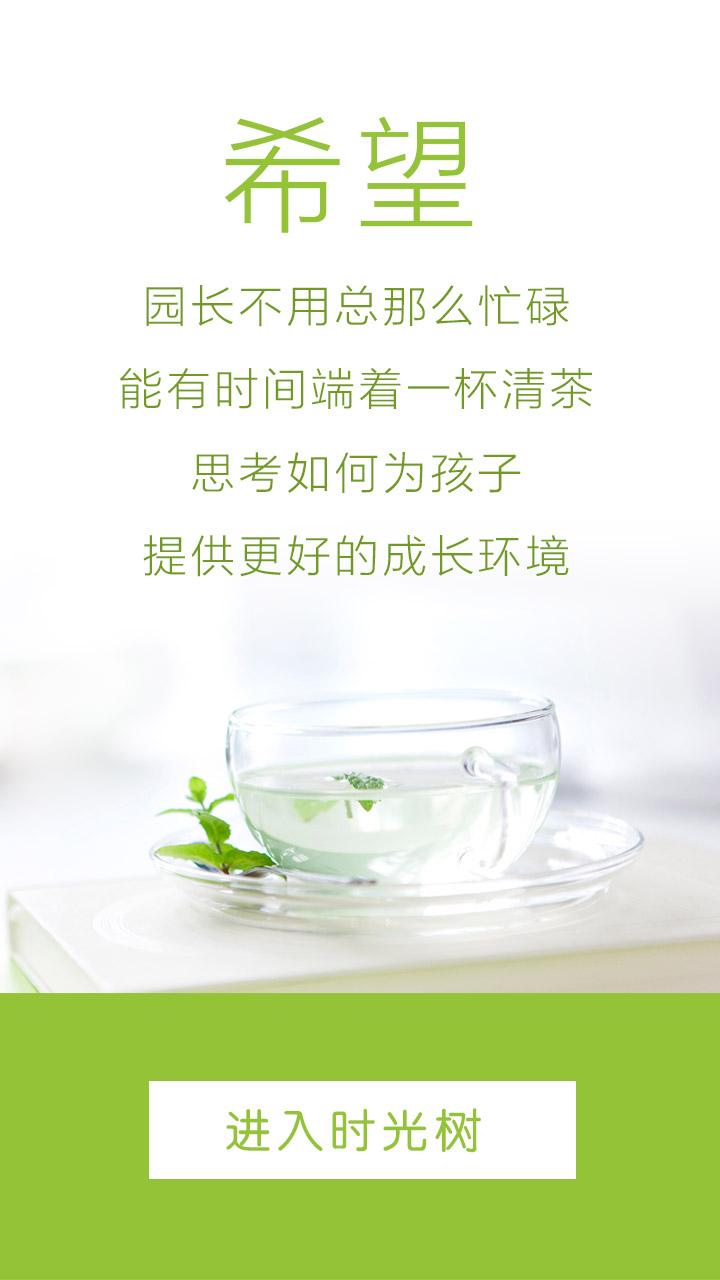 希望
园长不用总那么忙碌
能有时间端着一杯清茶
思考如何为孩子
提供更好的成长环境
进入时光树